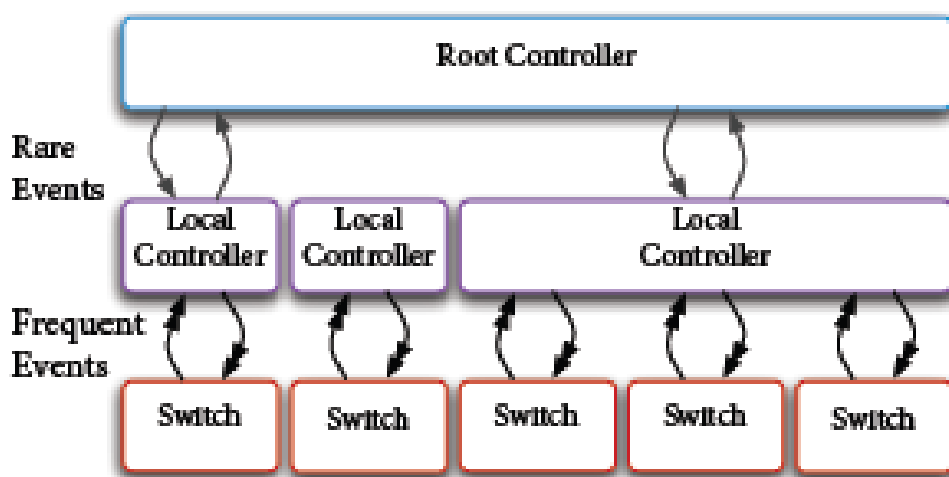 Root Controller
Rare
Events
Local
Controller
Local
Controller
Local
Controller
Frequent
Events
Switch
Switch
Switch
Switch
Switch